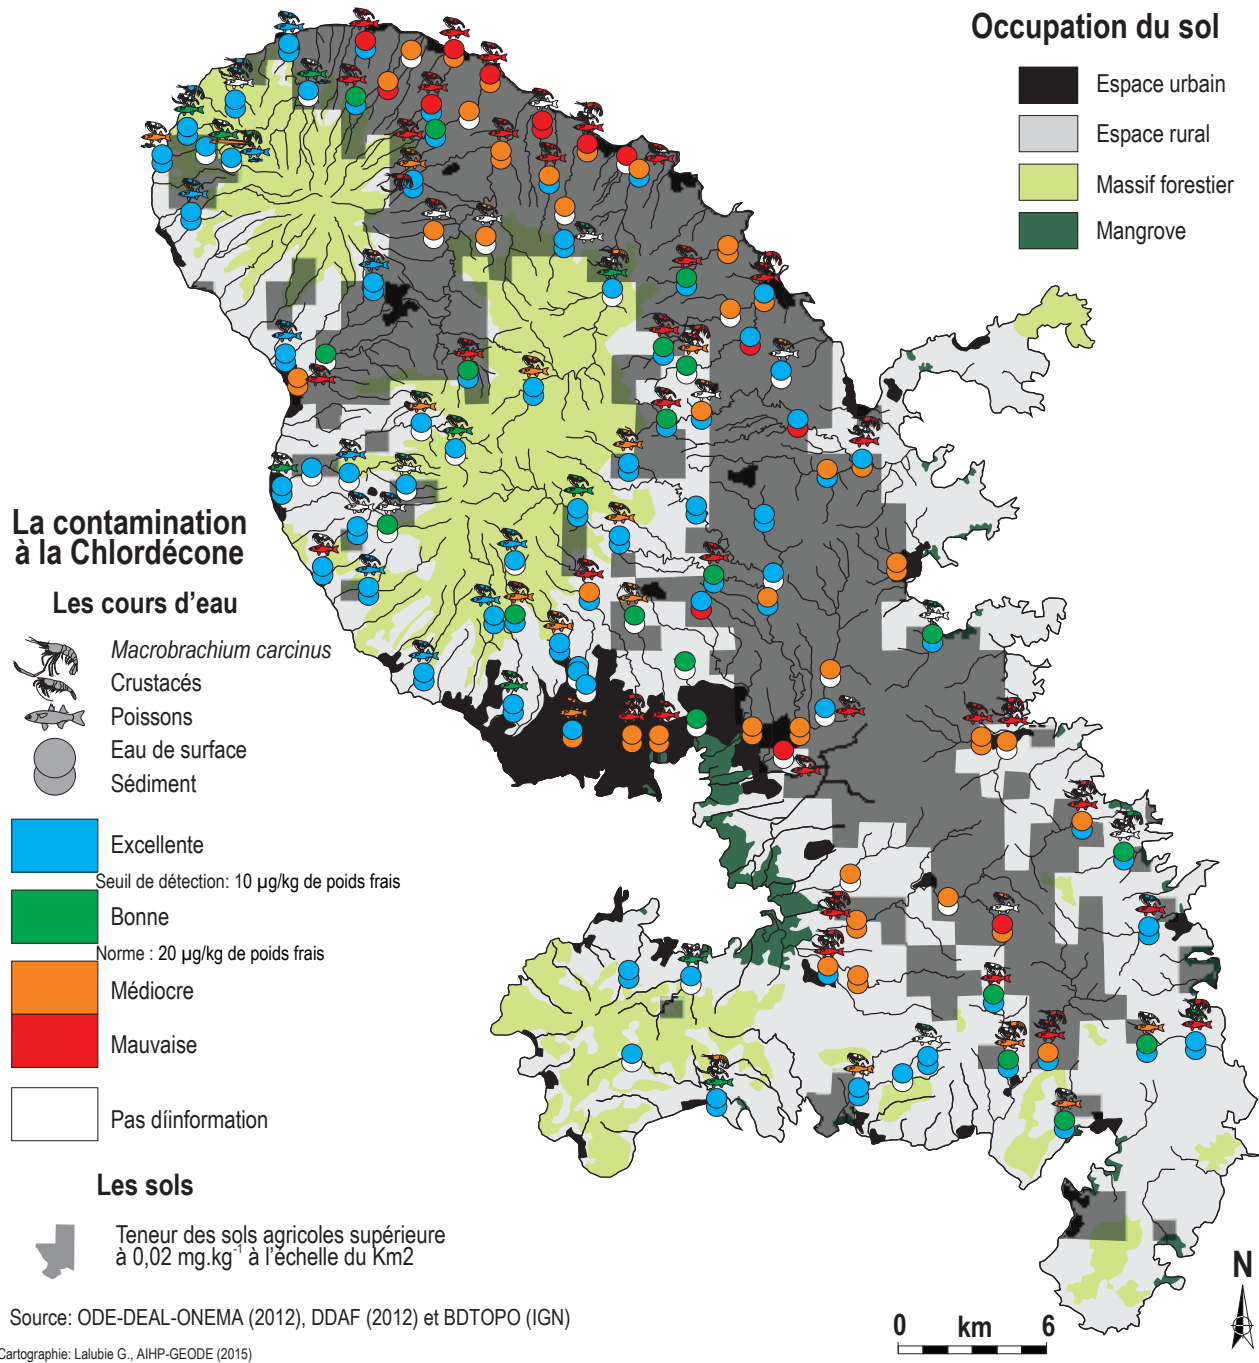 Occupation du sol
Espace urbain
Espace rural
Massif forestier
Mangrove
La contamination
à la Chlordécone
Les cours d'eau
Macrobrachium carcinus
Crustacés
Poissons
Eau de surface
Sédiment
Excellente
Seuil de détection: 10 µg/kg de poids frais
Bonne
Norme : 20 µg/kg de poids frais
Médiocre
Mauvaise
Pas díinformation
Les sols
Teneur des sols agricoles supérieure
à 0,02 mg.kg-1 à l'échelle du Km2
Source: ODE-DEAL-ONEMA (2012), DDAF (2012) et BDTOPO (IGN)
Cartographie: Lalubie G., AIHP-GEODE (2015)
0 km 6
N